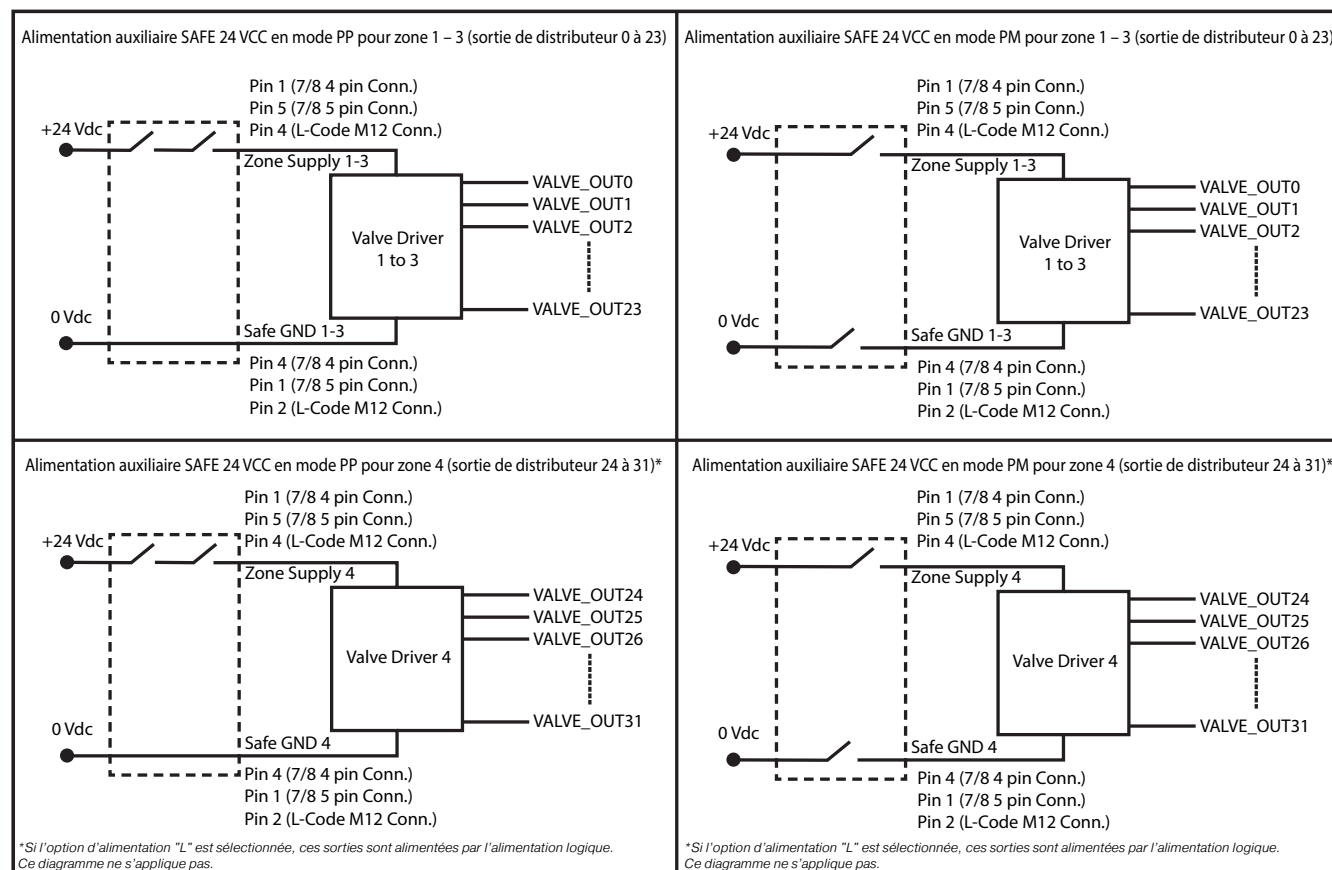 Alimentation auxiliaire SAFE 24 VCC en mode PP pour zone 1 – 3 (sortie de distributeur 0 à 23)
Pin 1 (7/8 4 pin Conn.)
Pin 5 (7/8 5 pin Conn.)
Pin 4 (L-Code M12 Conn.)
+24 Vdc
Zone Supply 1-3
Valve Driver
1 to 3
VALVE_OUT0
VALVE_OUT1
VALVE_OUT2
VALVE_OUT23
0 Vdc
Safe GND 1-3
Pin 4 (7/8 4 pin Conn.)
Pin 1 (7/8 5 pin Conn.)
Pin 2 (L-Code M12 Conn.)
Alimentation auxiliaire SAFE 24 VCC en mode PM pour zone 1 – 3 (sortie de distributeur 0 à 23)
Pin 1 (7/8 4 pin Conn.)
Pin 5 (7/8 5 pin Conn.)
Pin 4 (L-Code M12 Conn.)
+24 Vdc
Zone Supply 1-3
Valve Driver
1 to 3
VALVE_OUT0
VALVE_OUT1
VALVE_OUT2
VALVE_OUT23
0 Vdc
Safe GND 1-3
Pin 4 (7/8 4 pin Conn.)
Pin 1 (7/8 5 pin Conn.)
Pin 2 (L-Code M12 Conn.)
Alimentation auxiliaire SAFE 24 VCC en mode PP pour zone 4 (sortie de distributeur 24 à 31)*
Pin 1 (7/8 4 pin Conn.)
Pin 5 (7/8 5 pin Conn.)
Pin 4 (L-Code M12 Conn.)
+24 Vdc
Zone Supply 4
Valve Driver 4
VALVE_OUT24
VALVE_OUT25
VALVE_OUT26
VALVE_OUT31
0 Vdc
Safe GND 4
Pin 4 (7/8 4 pin Conn.)
Pin 1 (7/8 5 pin Conn.)
Pin 2 (L-Code M12 Conn.)
*Si l'option d'alimentation "L" est sélectionnée, ces sorties sont alimentées par l'alimentation logique.
Ce diagramme ne s'applique pas.
Alimentation auxiliaire SAFE 24 VCC en mode PM pour zone 4 (sortie de distributeur 24 à 31)*
Pin 1 (7/8 4 pin Conn.)
Pin 5 (7/8 5 pin Conn.)
Pin 4 (L-Code M12 Conn.)
+24 Vdc
Zone Supply 4
Valve Driver 4
VALVE_OUT24
VALVE_OUT25
VALVE_OUT26
VALVE_OUT31
0 Vdc
Safe GND 4
Pin 4 (7/8 4 pin Conn.)
Pin 1 (7/8 5 pin Conn.)
Pin 2 (L-Code M12 Conn.)
*Si l'option d'alimentation "L" est sélectionnée, ces sorties sont alimentées par l'alimentation logique.
Ce diagramme ne s'applique pas.